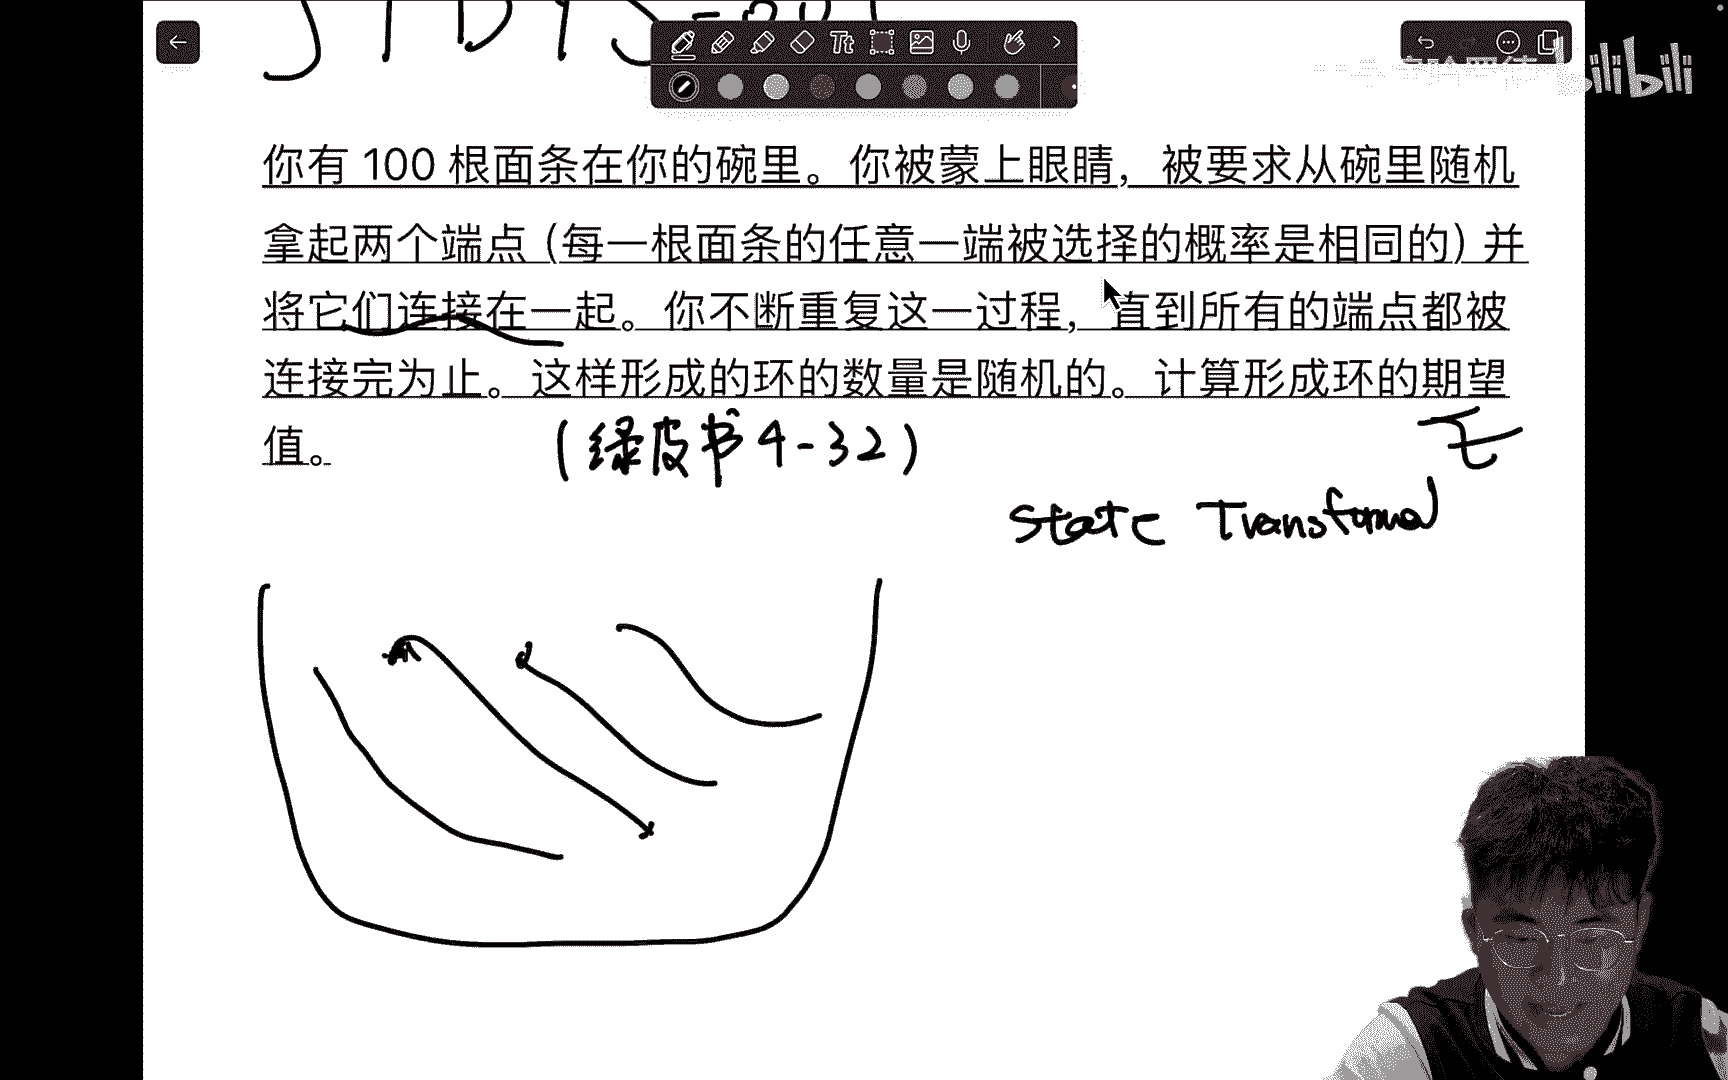 bilibili
你有 100 根面条在你的碗里。你被蒙上眼睛，被要求从碗里随机
拿起两个端点（每一根面条的任意一端被选择的概率是相同的）并
将它们连接在一起。你不断重复这一过程，直到所有的端点都被
连接完为止。这样形成的环的数量是随机的。计算形成环的期望
值。
（绿皮书 4-32）
State